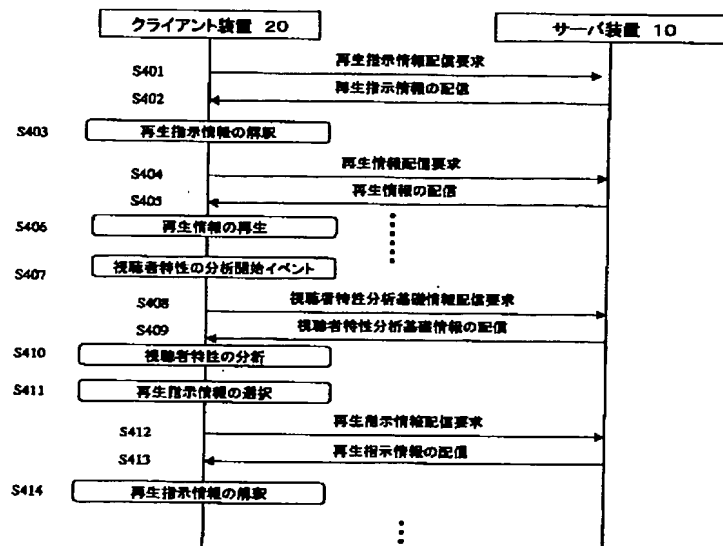 クライアント装置 20
サーバ装置 10
S401
再生指示情報配信要求
S402
再生指示情報の配信
S403
再生指示情報の解釈
S404
再生情報配信要求
S405
再生情報の配信
S406
再生情報の再生
S407
視聴者特性の分析開始イベント
S408
視聴者特性分析基礎情報配信要求
S409
視聴者特性分析基礎情報の配信
S410
視聴者特性の分析
S411
再生指示情報の選択
S412
再生指示情報配信要求
S413
再生指示情報の配信
S414
再生指示情報の解釈